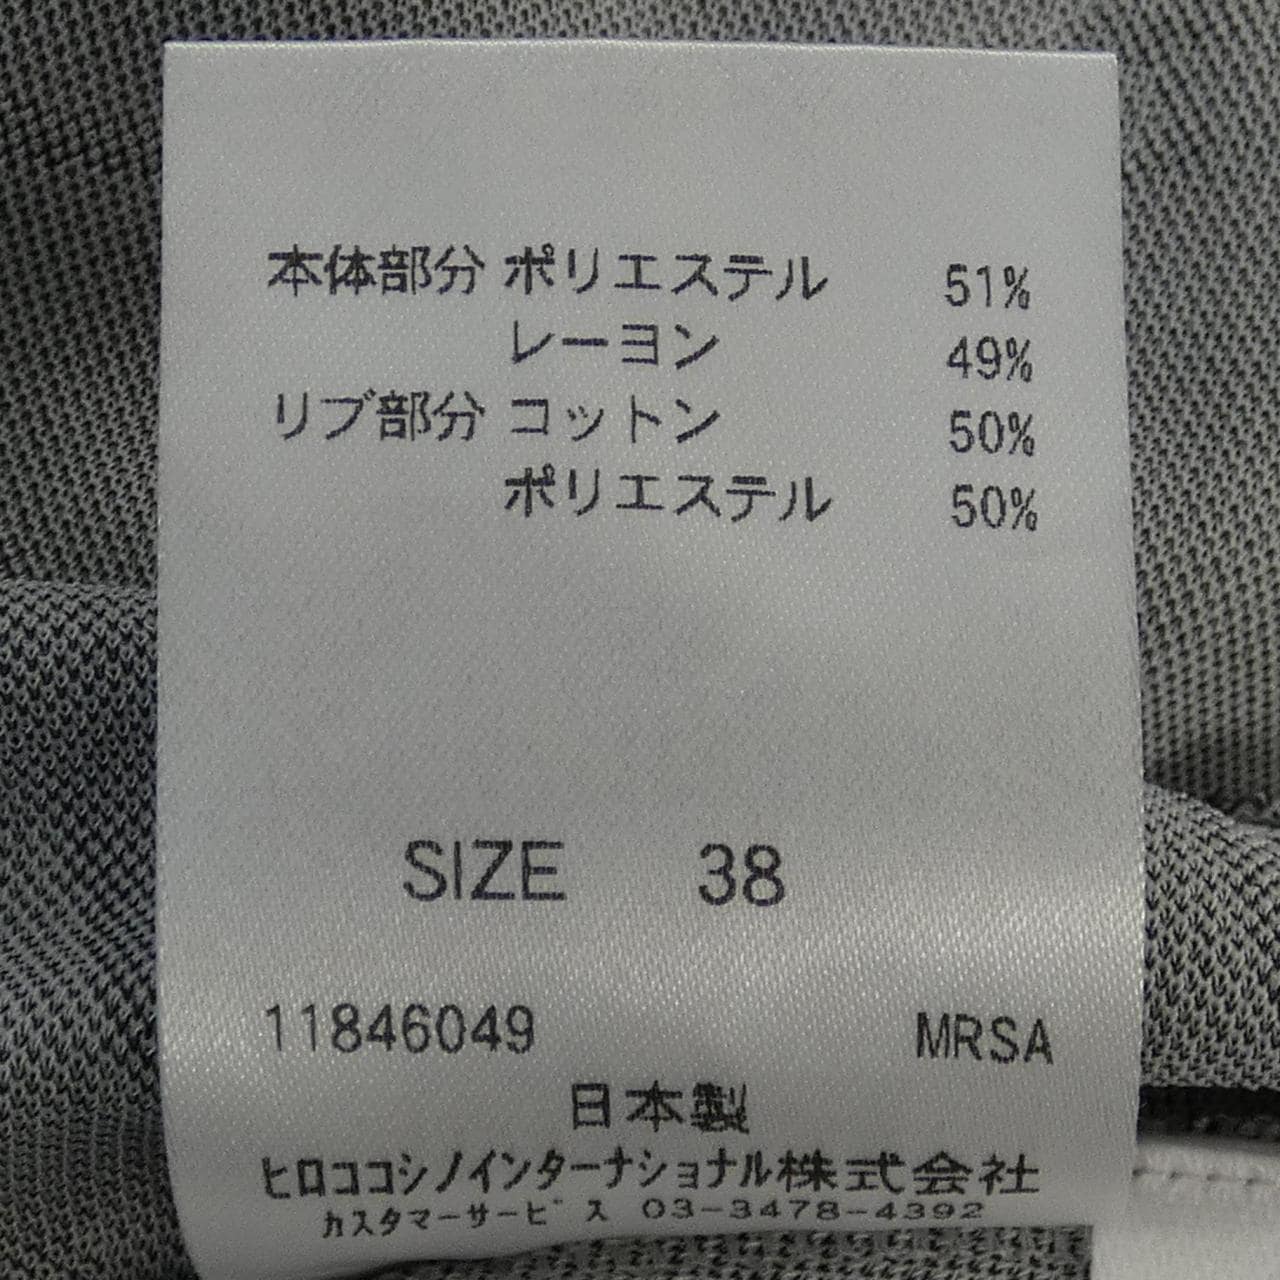 本体部分 ポリエステル 51%
レーヨン 49%
リブ部分 コットン 50%
ポリエステル 50%
SIZE 38
11846049 MRSA
日本製
ヒロココシノインターナショナル株式会社
カスタマーサービス 03-3478-4392